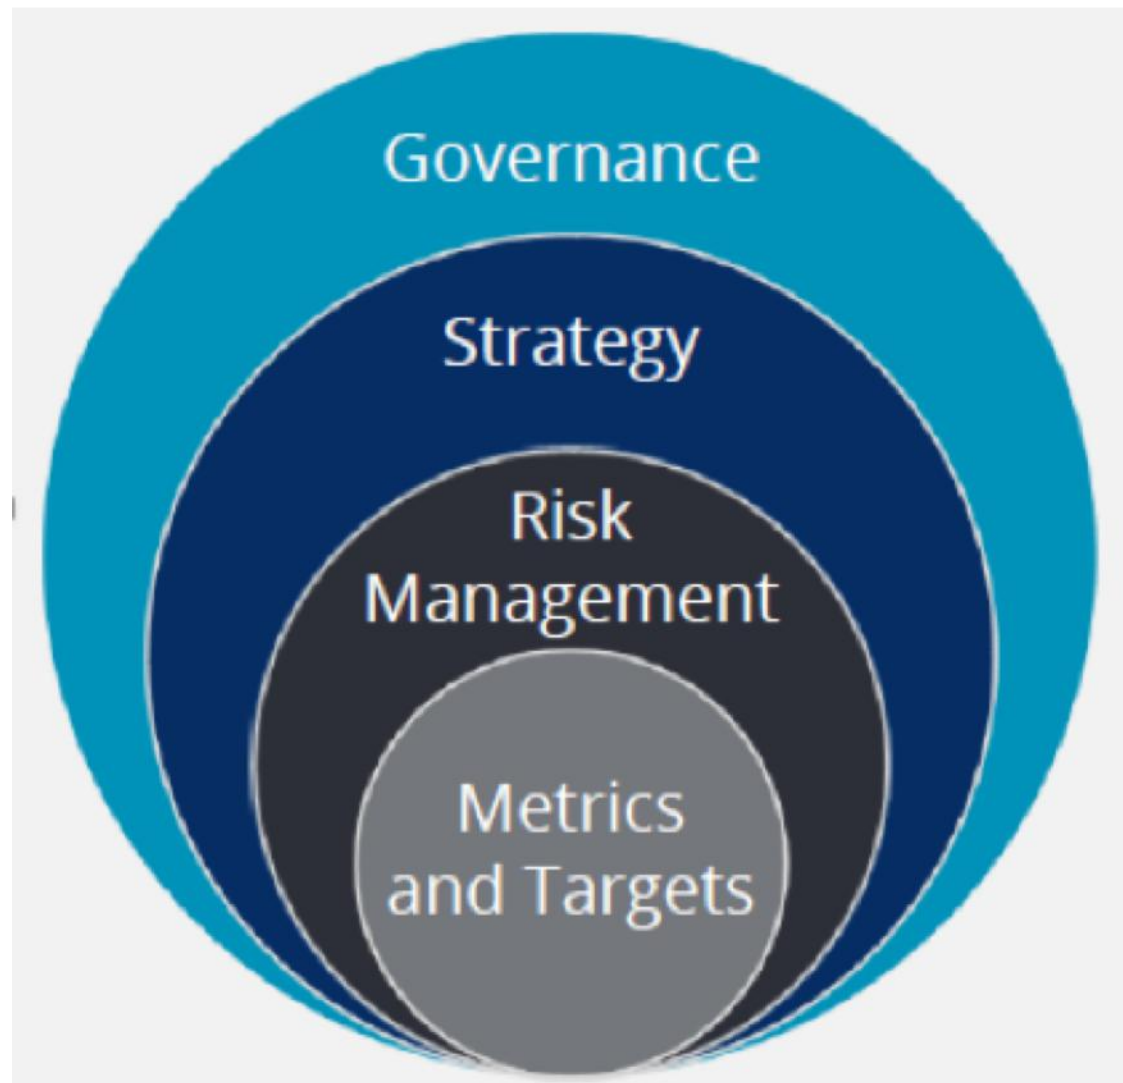 Governance
Strategy
Risk
Management
Metrics
and Targets